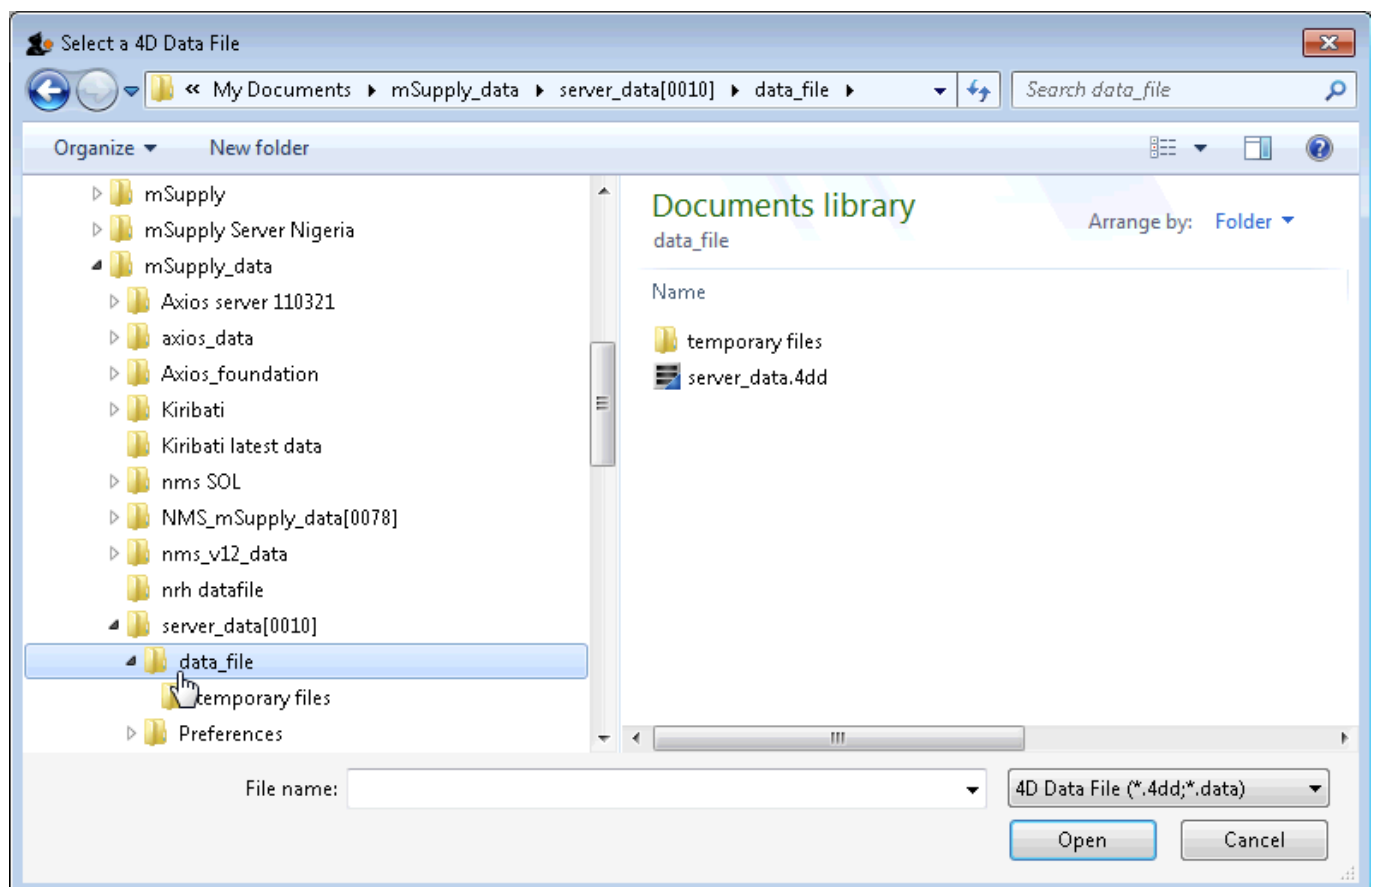 Select a 4D Data File
« My Documents mSupply_data server_data[0010] data_file
Search data_file
Organize New folder
mSupply
mSupply Server Nigeria
mSupply_data
Axios server 110321
axios_data
Axios_foundation
Kiribati
Kiribati latest data
nms SOL
NMS_mSupply_data[0078]
nms_v12_data
nrh datafile
server_data[0010]
data_file
temporary files
Preferences
Documents library
data_file
Arrange by: Folder
Name
temporary files
server_data.4dd
File name:
4D Data File (*.4dd;*.data)
Open Cancel